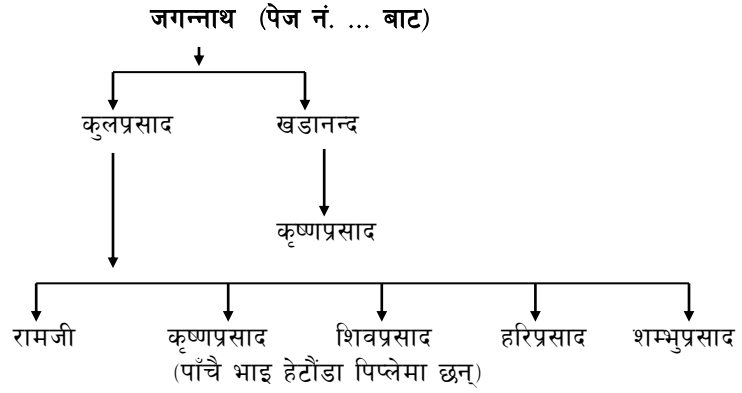 जगन्नाथ (पेज नं. ... बाट)
कुलप्रसाद खडानन्द
कृष्णप्रसाद
रामजी कृष्णप्रसाद शिवप्रसाद हरिप्रसाद शम्भुप्रसाद
(पाँचै भाइ हेटौंडा पिप्लेमा छन्)